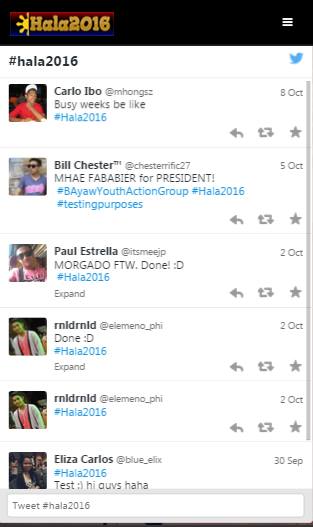 Hala2016
#hala2016
Carlo Ibo @mhongsz 8 Oct
Busy weeks be like
#Hala2016
Bill Chester™ @chesterrific27 5 Oct
MHAE FABABIER for PRESIDENT!
#BAyawYouthActionGroup #Hala2016
#testingpurposes
Paul Estrella @itsmeejp 2 Oct
MORGADO FTW. Done! :D
#Hala2016
Expand
rnldrnld @elemeno_phi 2 Oct
Done :D
#Hala2016
Expand
rnldrnld @elemeno_phi 2 Oct
#Hala2016
Eliza Carlos @blue_elix 30 Sep
#Hala2016
Test :) hi guys haha
Tweet #hala2016